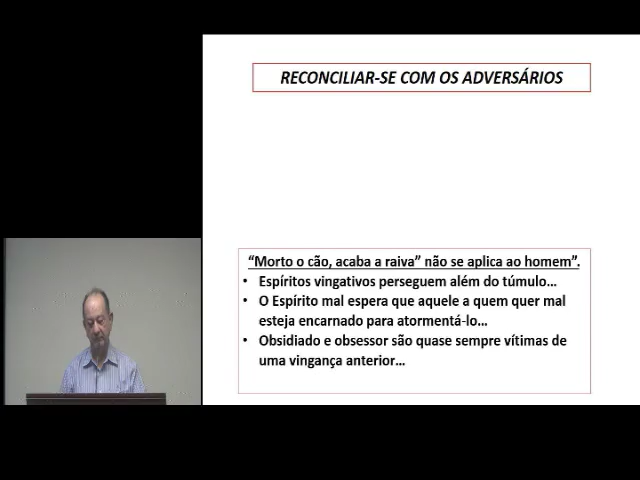 RECONCILIAR-SE COM OS ADVERSÁRIOS
“Morto o cão, acaba a raiva” não se aplica ao homem”.
• Espíritos vingativos perseguem além do túmulo...
• O Espírito mal espera que aquele a quem quer mal
esteja encarnado para atormentá-lo...
• Obsidiado e obsessor são quase sempre vítimas de
uma vingança anterior...